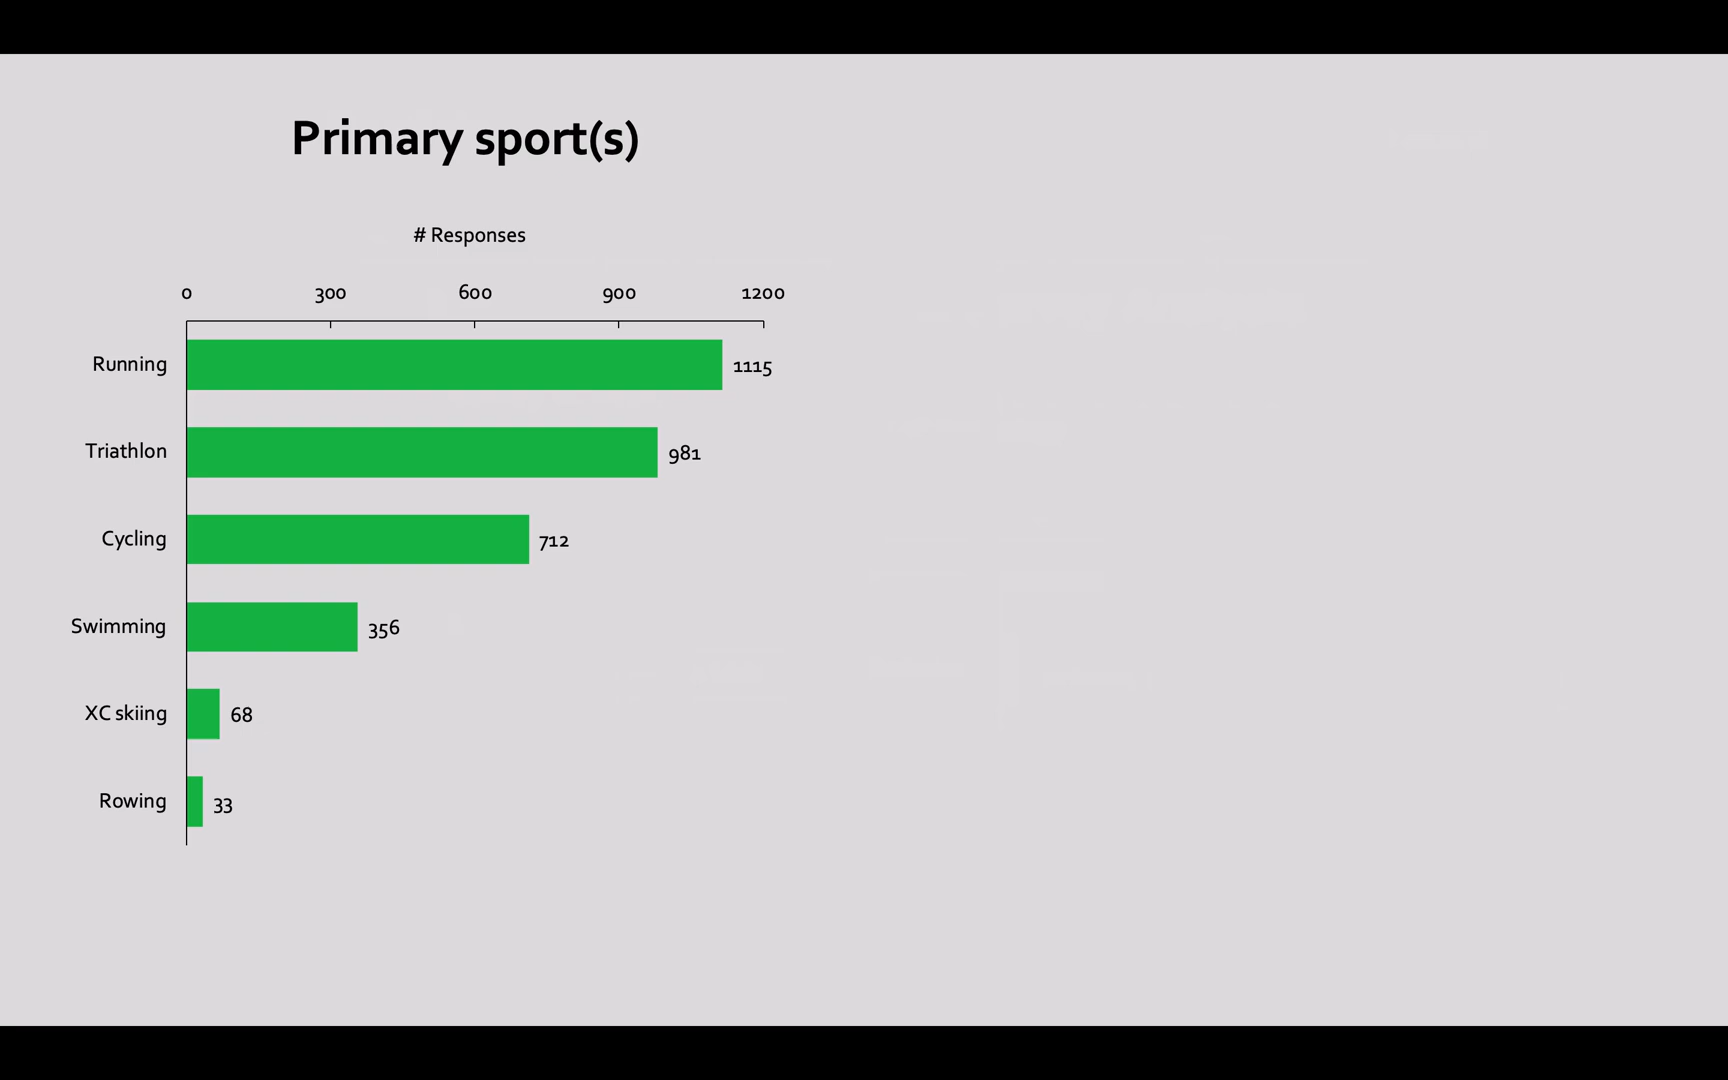 Primary sport(s)
# Responses
0 300 600 900 1200
Running 1115
Triathlon 981
Cycling 712
Swimming 356
XC skiing 68
Rowing 33